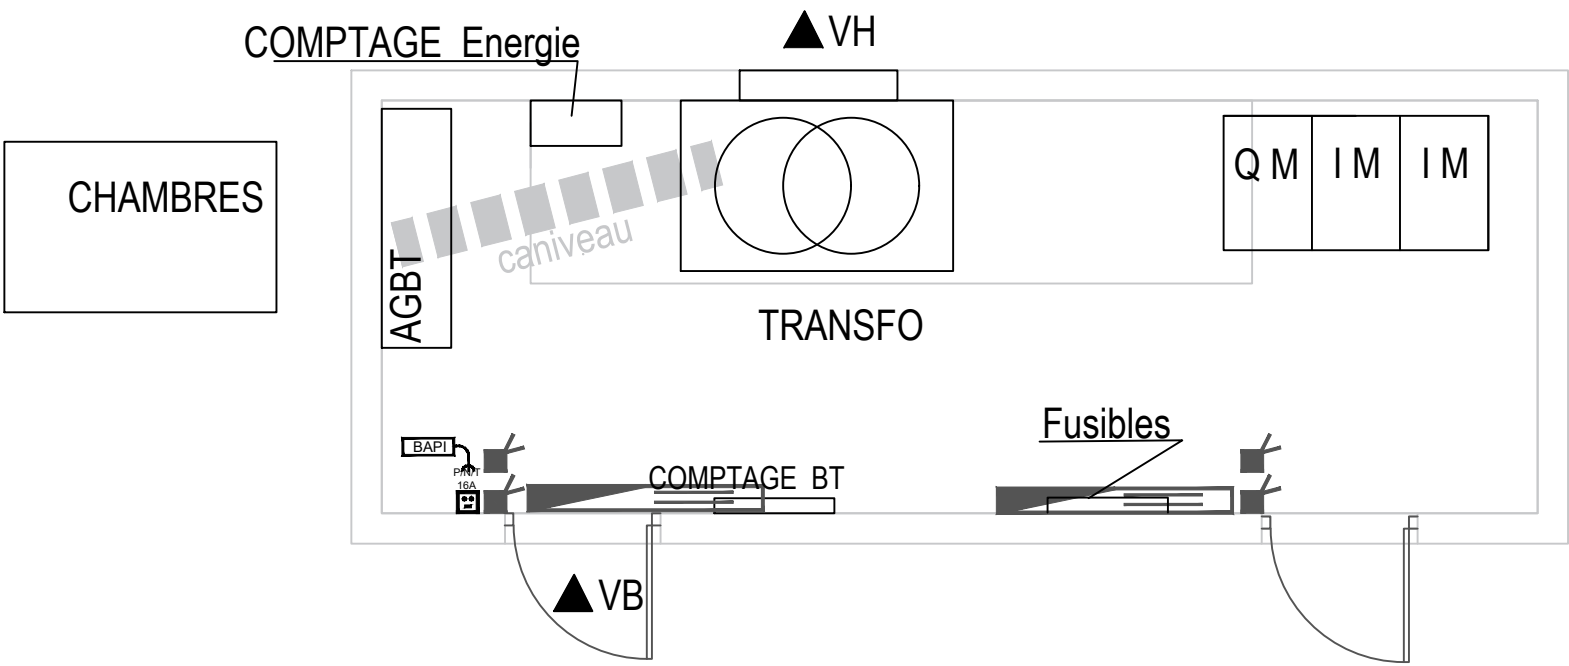 VH
COMPTAGE Energie
QM
IM
IM
CHAMBRES
caniveau
AGBT
TRANSFO
Fusibles
BAPI
P/N/T
16A
COMPTAGE BT
VB